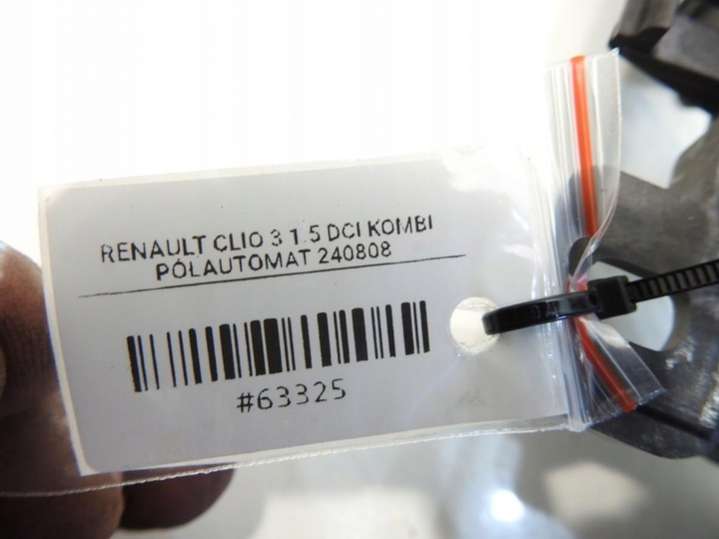 RENAULT CLIO 3 1.5 DCI KOMBI
PÓŁAUTOMAT 240808
#63325